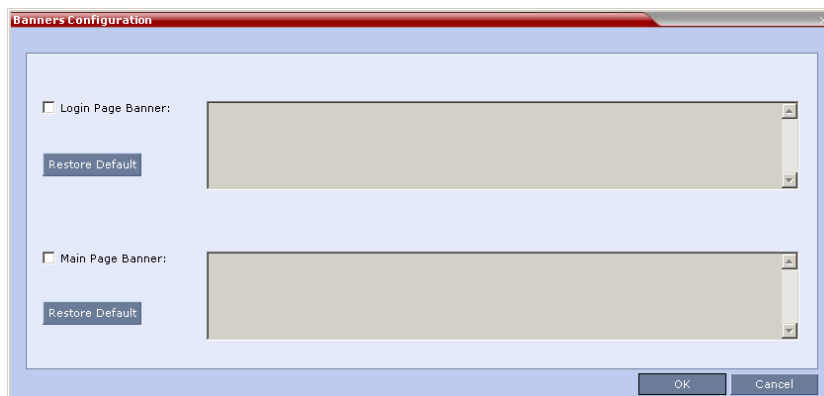 Banners Configuration
Login Page Banner:
Restore Default
Main Page Banner:
Restore Default
OK Cancel